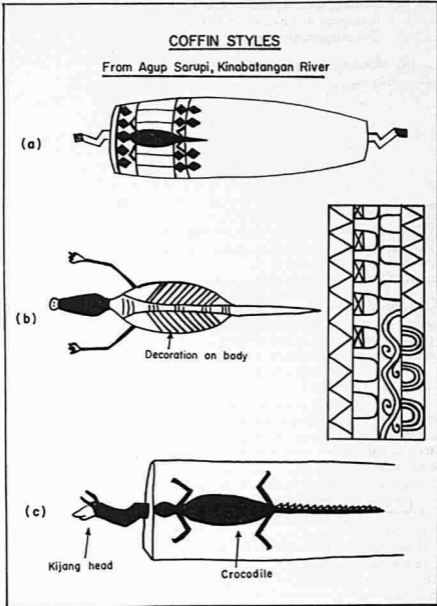 COFFIN STYLES
From Agup Sarupi, Kinabatangan River
(a)
(b)
Decoration on body
(c)
Kijang head
Crocodile